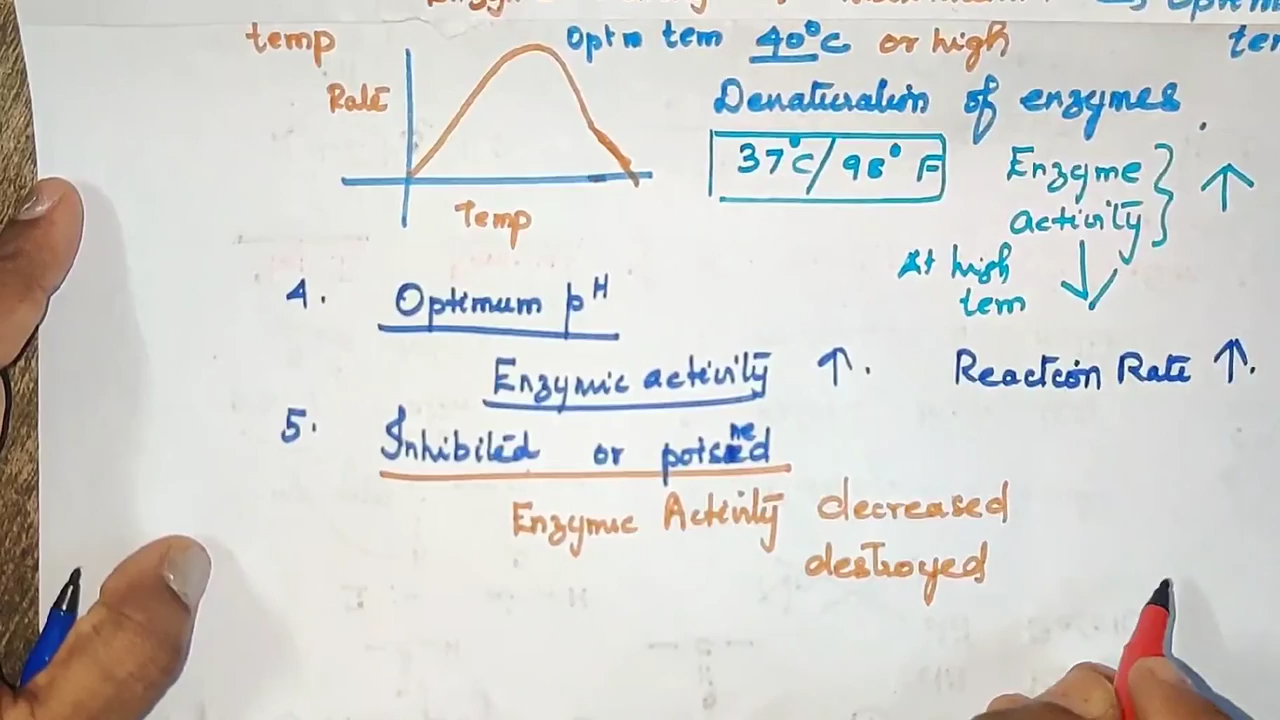 temp
Optm tem 40°C or high
Rate
Denaturation of enzymes
37°C/98° F
Enzyme
activity
↑
Temp
At high
tem
↓
4. Optimum pH
Enzymic activity ↑. Reaction Rate ↑.
5. Inhibited or poisned
Enzymic Activity decreased
destroyed